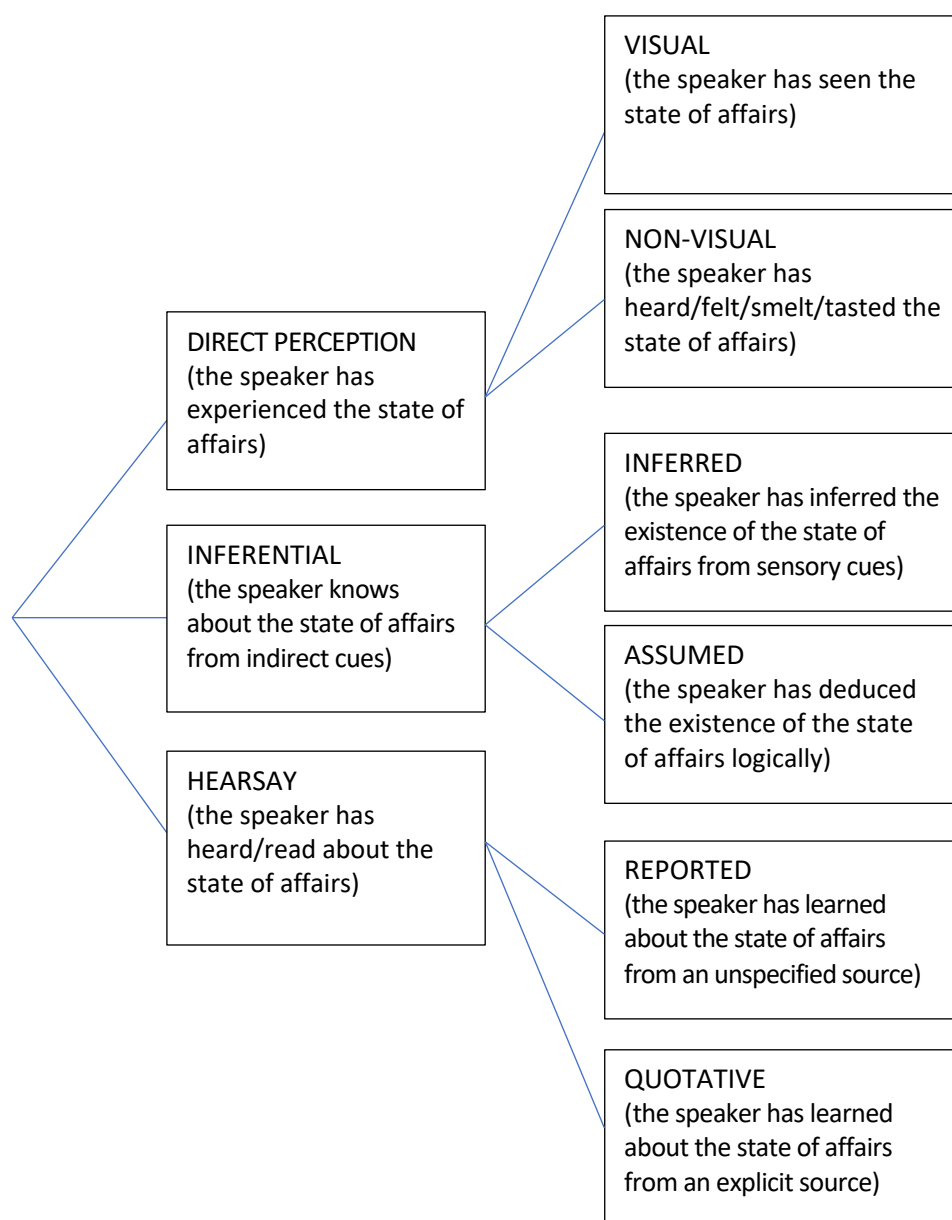 VISUAL
(the speaker has seen the
state of affairs)
NON-VISUAL
(the speaker has
heard/felt/smelt/tasted the
state of affairs)
DIRECT PERCEPTION
(the speaker has
experienced the state of
affairs)
INFERRED
(the speaker has inferred the
existence of the state of
affairs from sensory cues)
INFERENTIAL
(the speaker knows
about the state of affairs
from indirect cues)
ASSUMED
(the speaker has deduced
the existence of the state
of affairs logically)
HEARSAY
(the speaker has
heard/read about the
state of affairs)
REPORTED
(the speaker has learned
about the state of affairs
from an unspecified source)
QUOTATIVE
(the speaker has learned
about the state of affairs
from an explicit source)